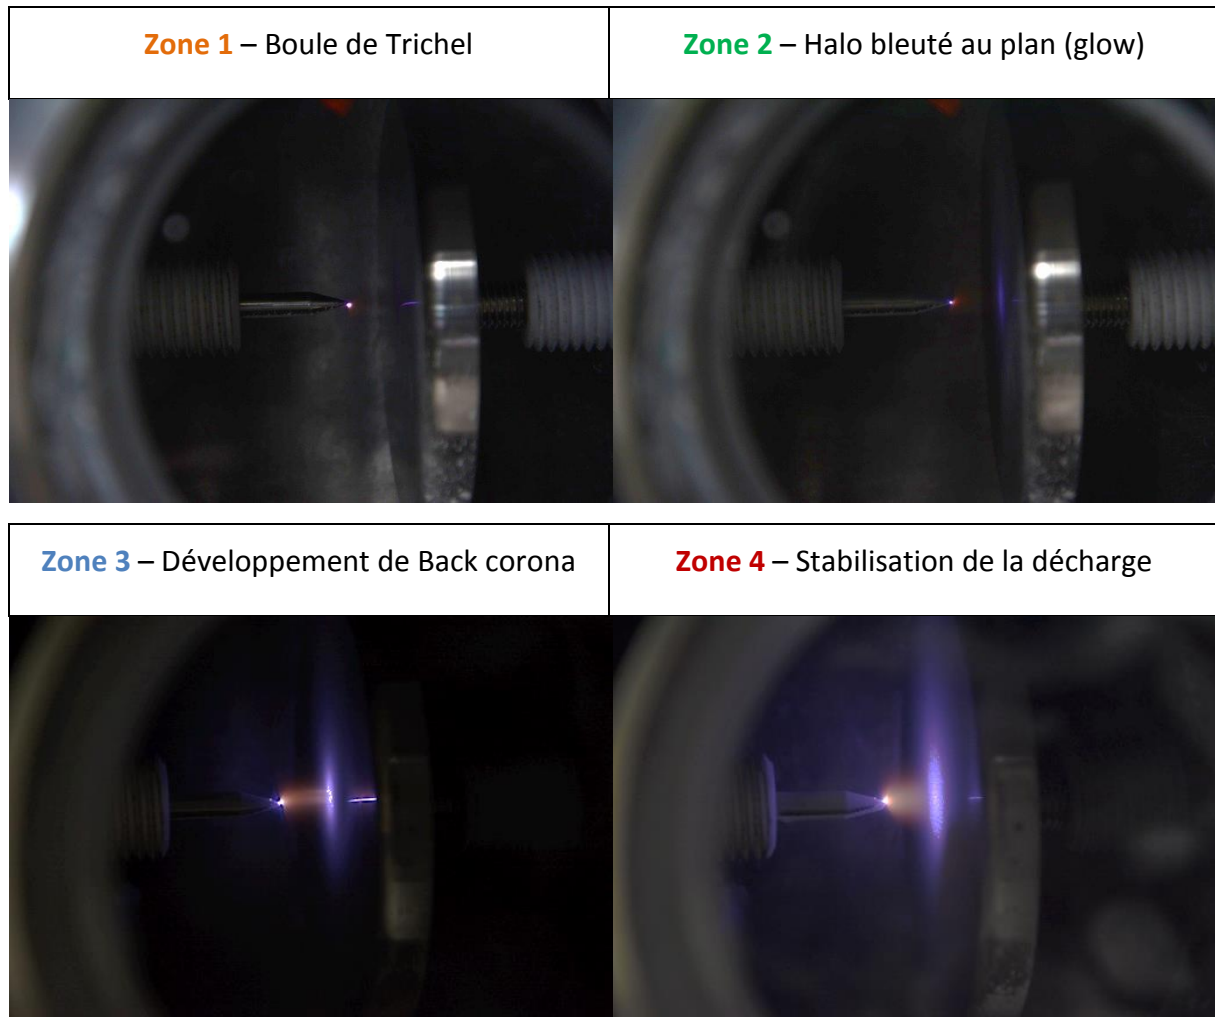 Zone 1 – Boule de Trichel
Zone 2 – Halo bleuté au plan (glow)
Zone 3 – Développement de Back corona
Zone 4 – Stabilisation de la décharge